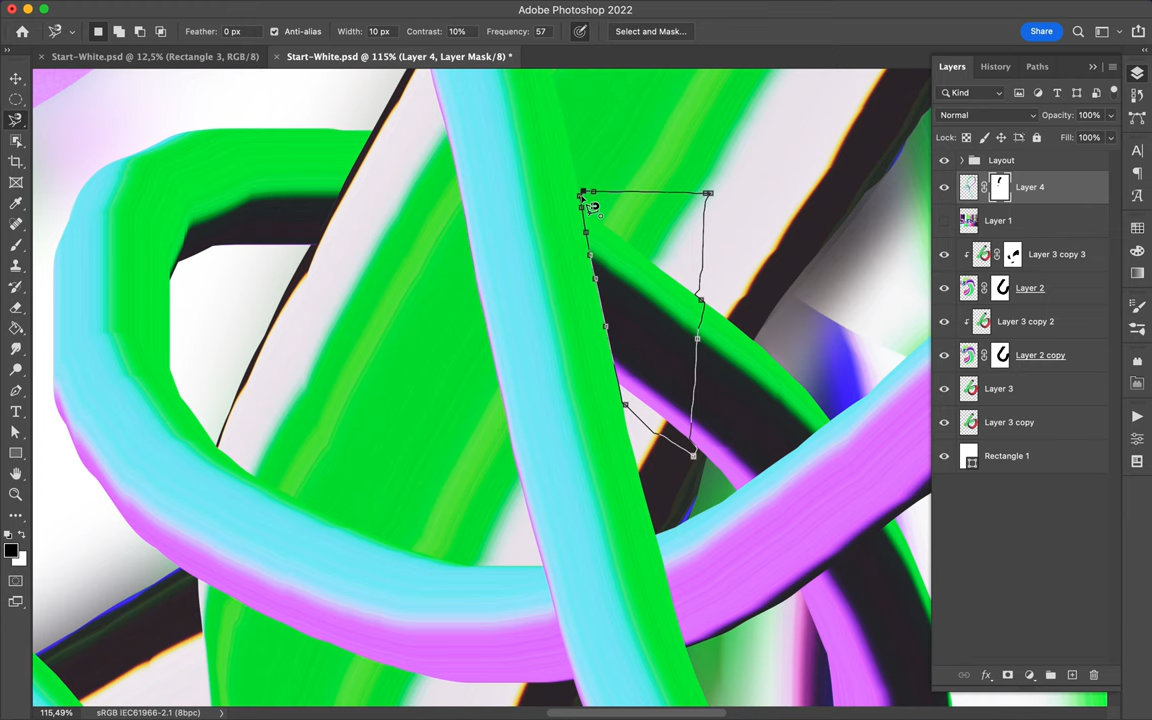 Adobe Photoshop 2022
Feather: 0 px
Anti-alias
Width: 10 px
Contrast: 10%
Frequency: 57
Select and Mask...
Share
Start-White.psd @ 12,5% (Rectangle 3, RGB/8)
Start-White.psd @ 115% (Layer 4, Layer Mask/8) *
Layers
History
Paths
Kind
Normal
Opacity: 100%
Lock:
Fill: 100%
Layout
Layer 4
Layer 1
Layer 3 copy 3
Layer 2
Layer 3 copy 2
Layer 2 copy
Layer 3
Layer 3 copy
Rectangle 1
115,49%
sRGB IEC61966-2.1 (8bpc)